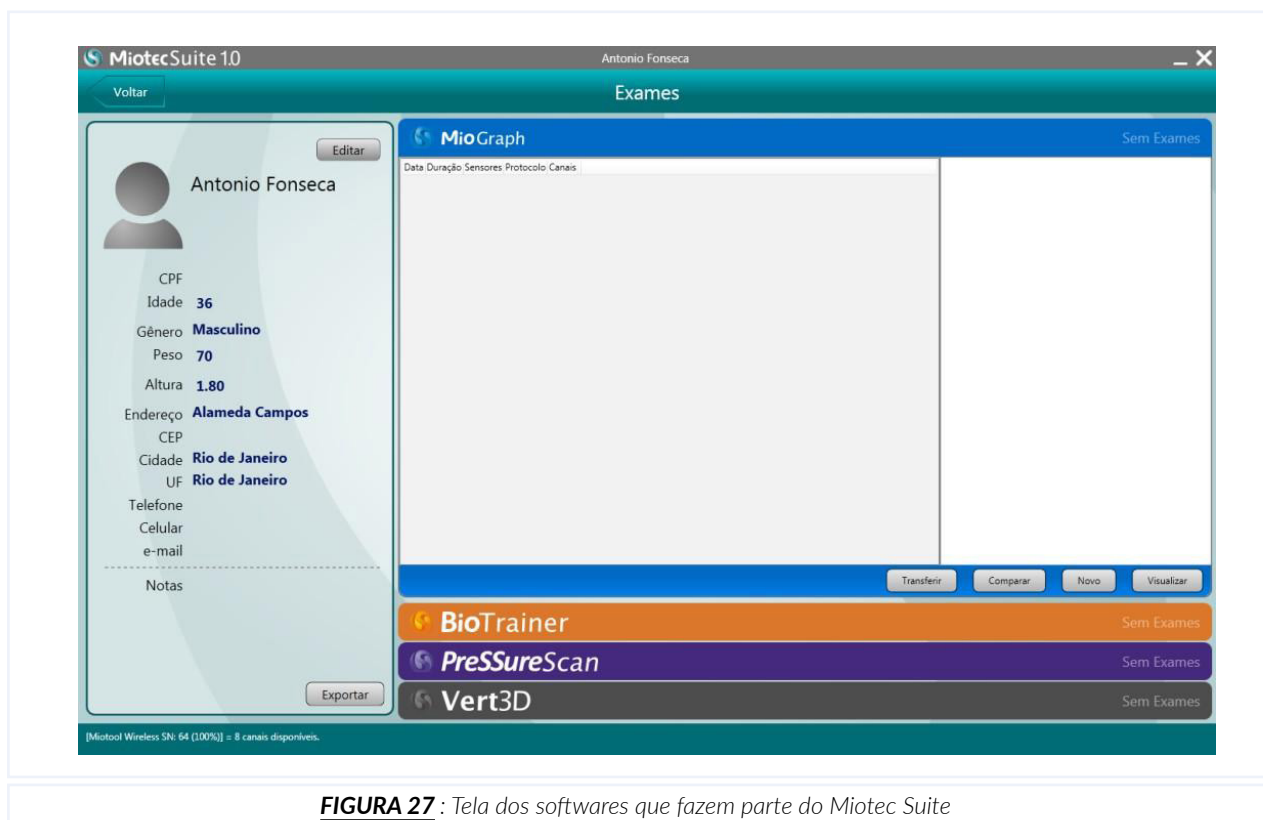 MiotecSuite 1.0
Antonio Fonseca
Voltar
Exames
Editar
Antonio Fonseca
CPF
Idade 36
Gênero Masculino
Peso 70
Altura 1.80
Endereço Alameda Campos
CEP
Cidade Rio de Janeiro
UF Rio de Janeiro
Telefone
Celular
e-mail
Notas
Exportar
MioGraph Sem Exames
Data Duração Sensores Protocolo Canais
Transferir Comparar Novo Visualizar
BioTrainer Sem Exames
PreSSureScan Sem Exames
Vert3D Sem Exames
[Miotool Wireless SN: 64 (100%)] = 8 canais disponíveis.
FIGURA 27 : Tela dos softwares que fazem parte do Miotec Suite